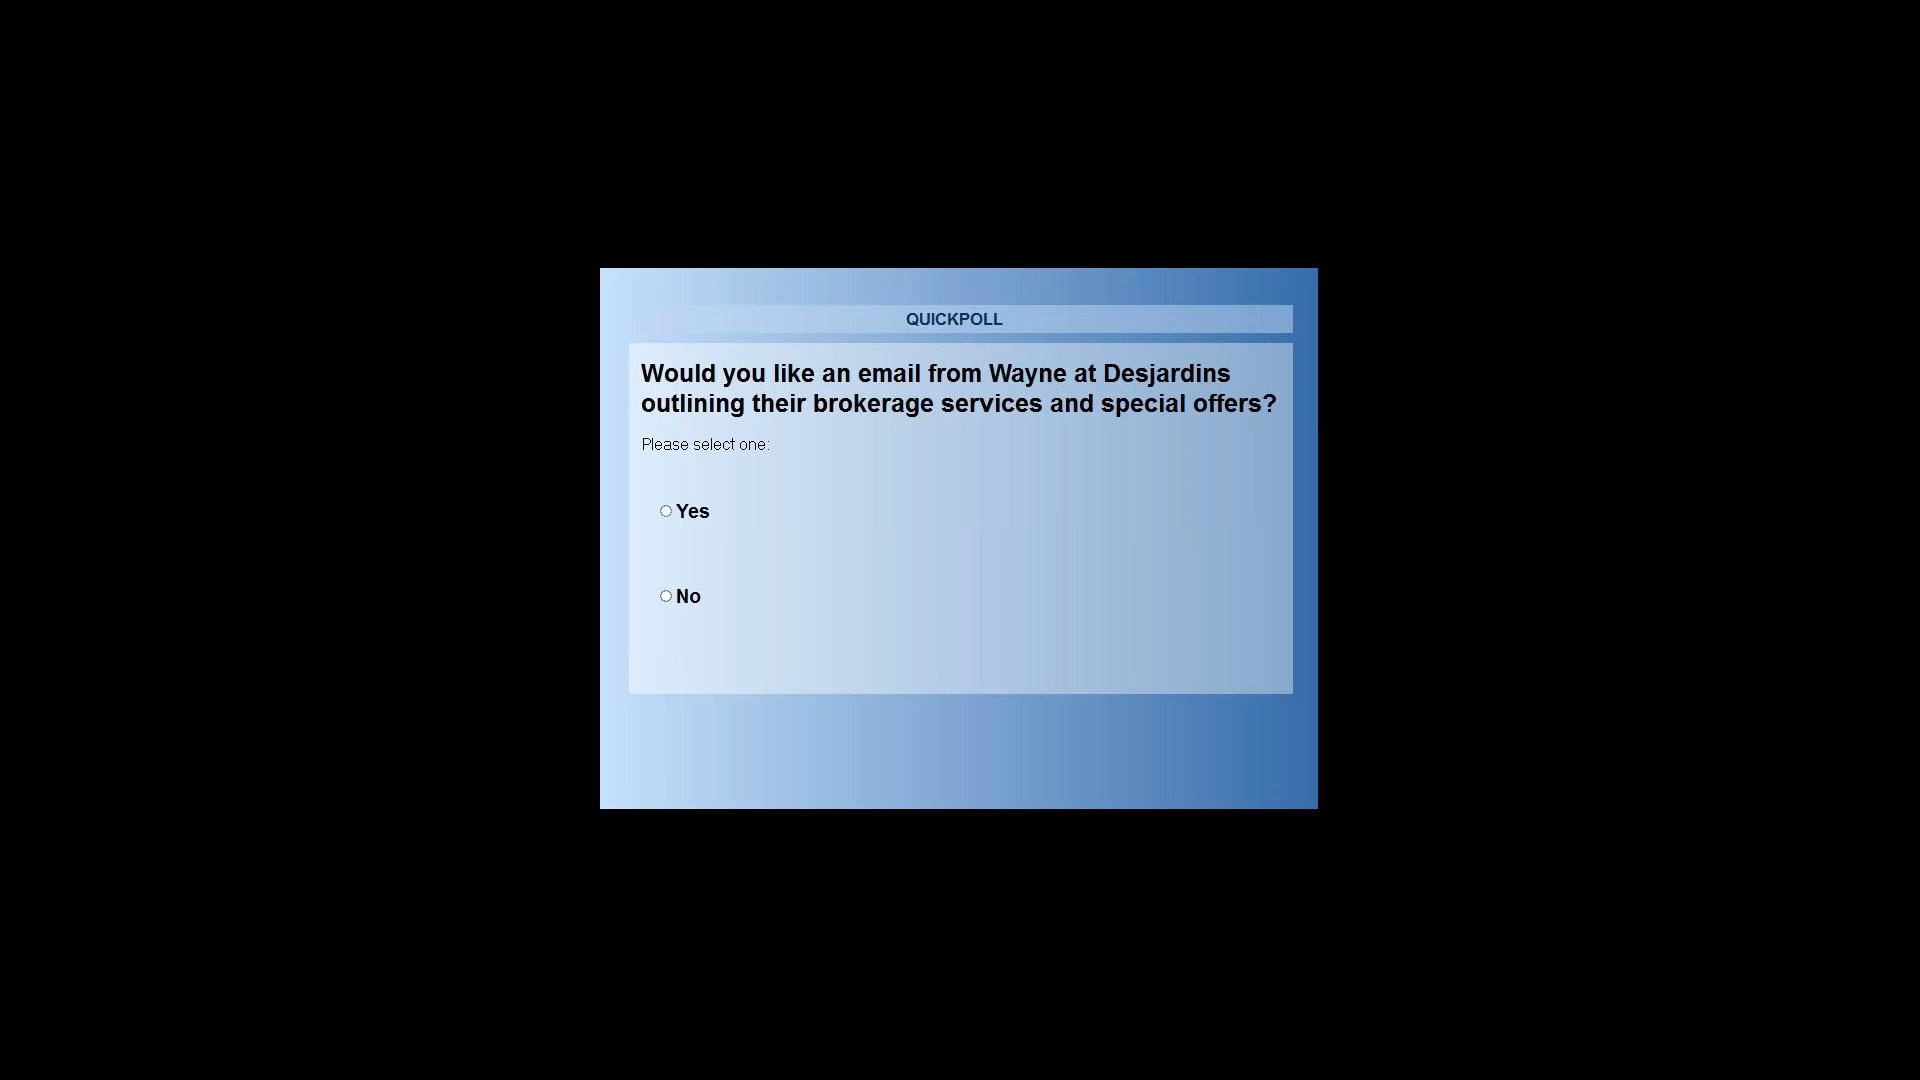 QUICKPOLL
Would you like an email from Wayne at Desjardins
outlining their brokerage services and special offers?
Please select one:
Yes
No